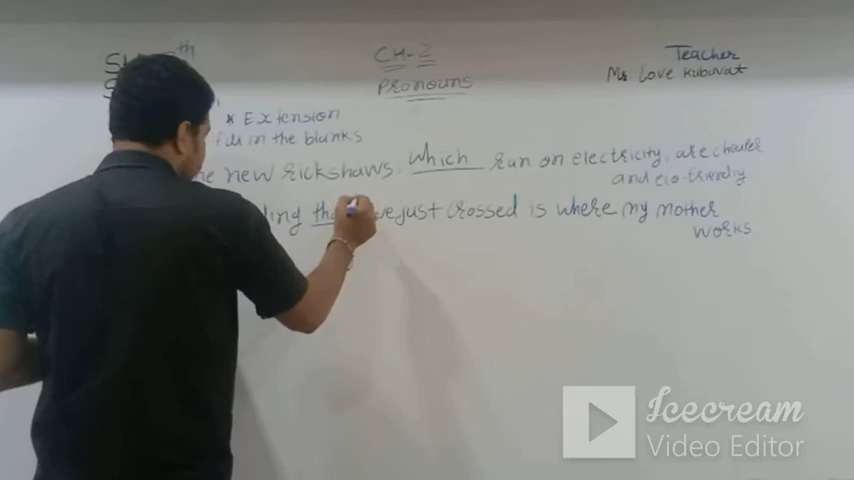 th
CH-2
Pronouns
Teacher
Ms Love Kubavat
* Extension
fill in the blanks
new rickshaws, which run on electricity, are cheaper
and eco-friendly
just crossed is where my mother
works
Icecream
Video Editor